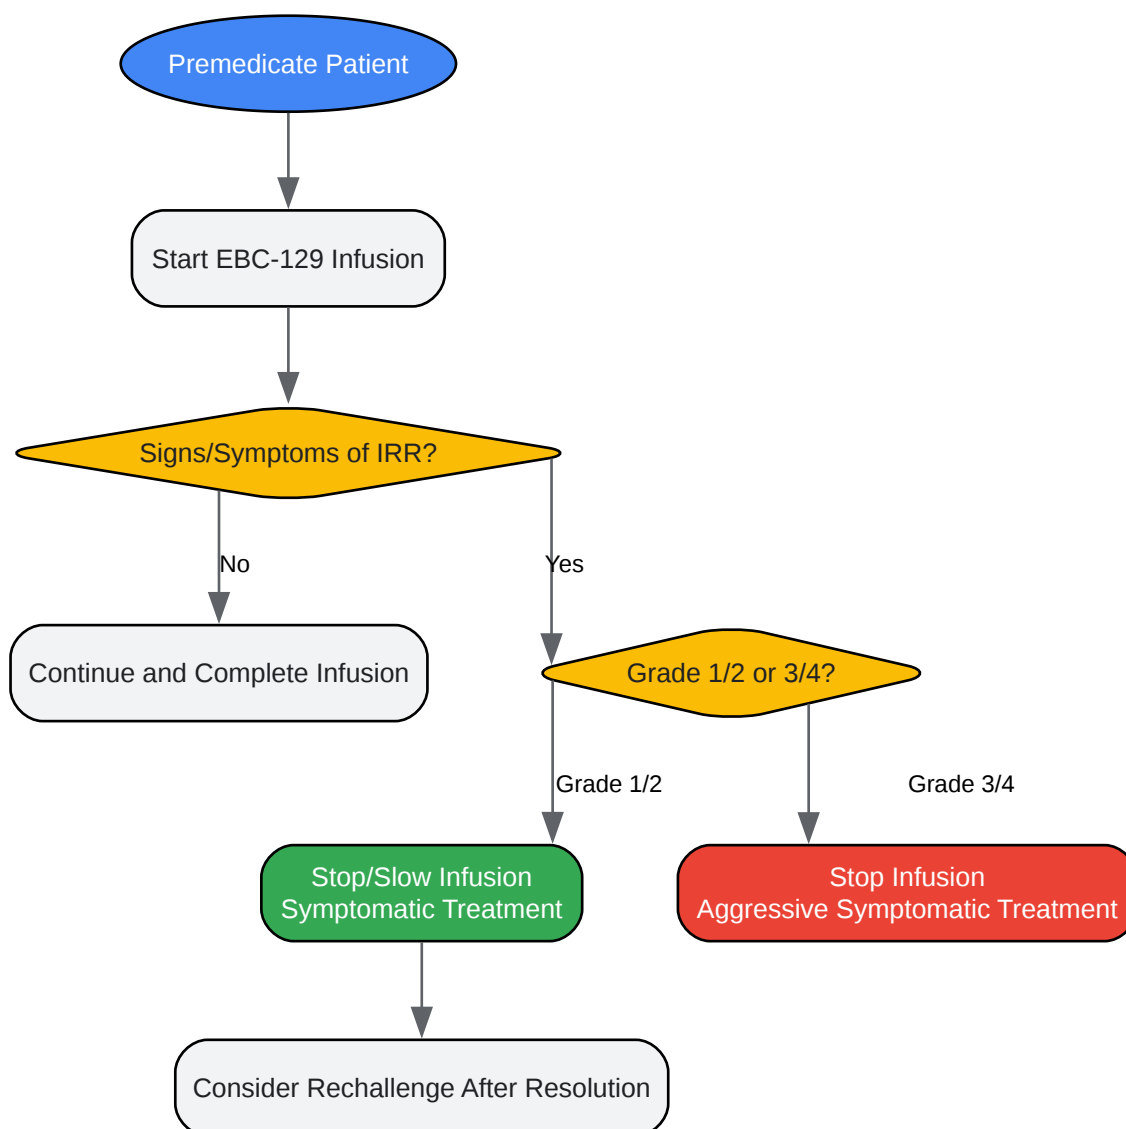 Premedicate Patient
Start EBC-129 Infusion
Signs/Symptoms of IRR?
No
Yes
Continue and Complete Infusion
Grade 1/2 or 3/4?
Grade 1/2
Grade 3/4
Stop/Slow Infusion
Symptomatic Treatment
Stop Infusion
Aggressive Symptomatic Treatment
Consider Rechallenge After Resolution